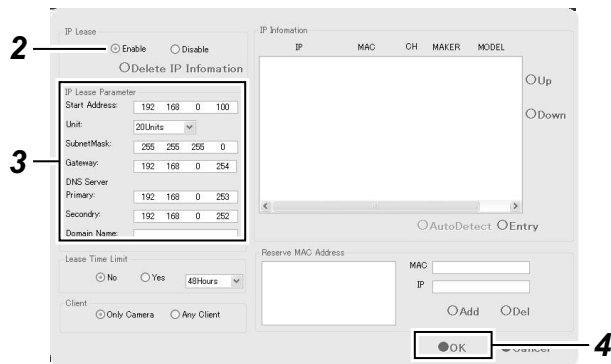 IP Lease
2
Enable
Disable
Delete IP Infomation
IP Lease Parameter
Start Address: 192 168 0 100
Unit: 20Units
SubnetMask: 255 255 255 0
3
Gateway: 192 168 0 254
DNS Server
Primary: 192 168 0 253
Secondry: 192 168 0 252
Domain Name:
Lease Time Limit
No
Yes
48Hours
Client
Only Camera
Any Client
IP Infomation
IP MAC CH MAKER MODEL
Up
Down
AutoDetect
Entry
Reserve MAC Address
MAC
IP
Add
Del
OK
Cancel
4